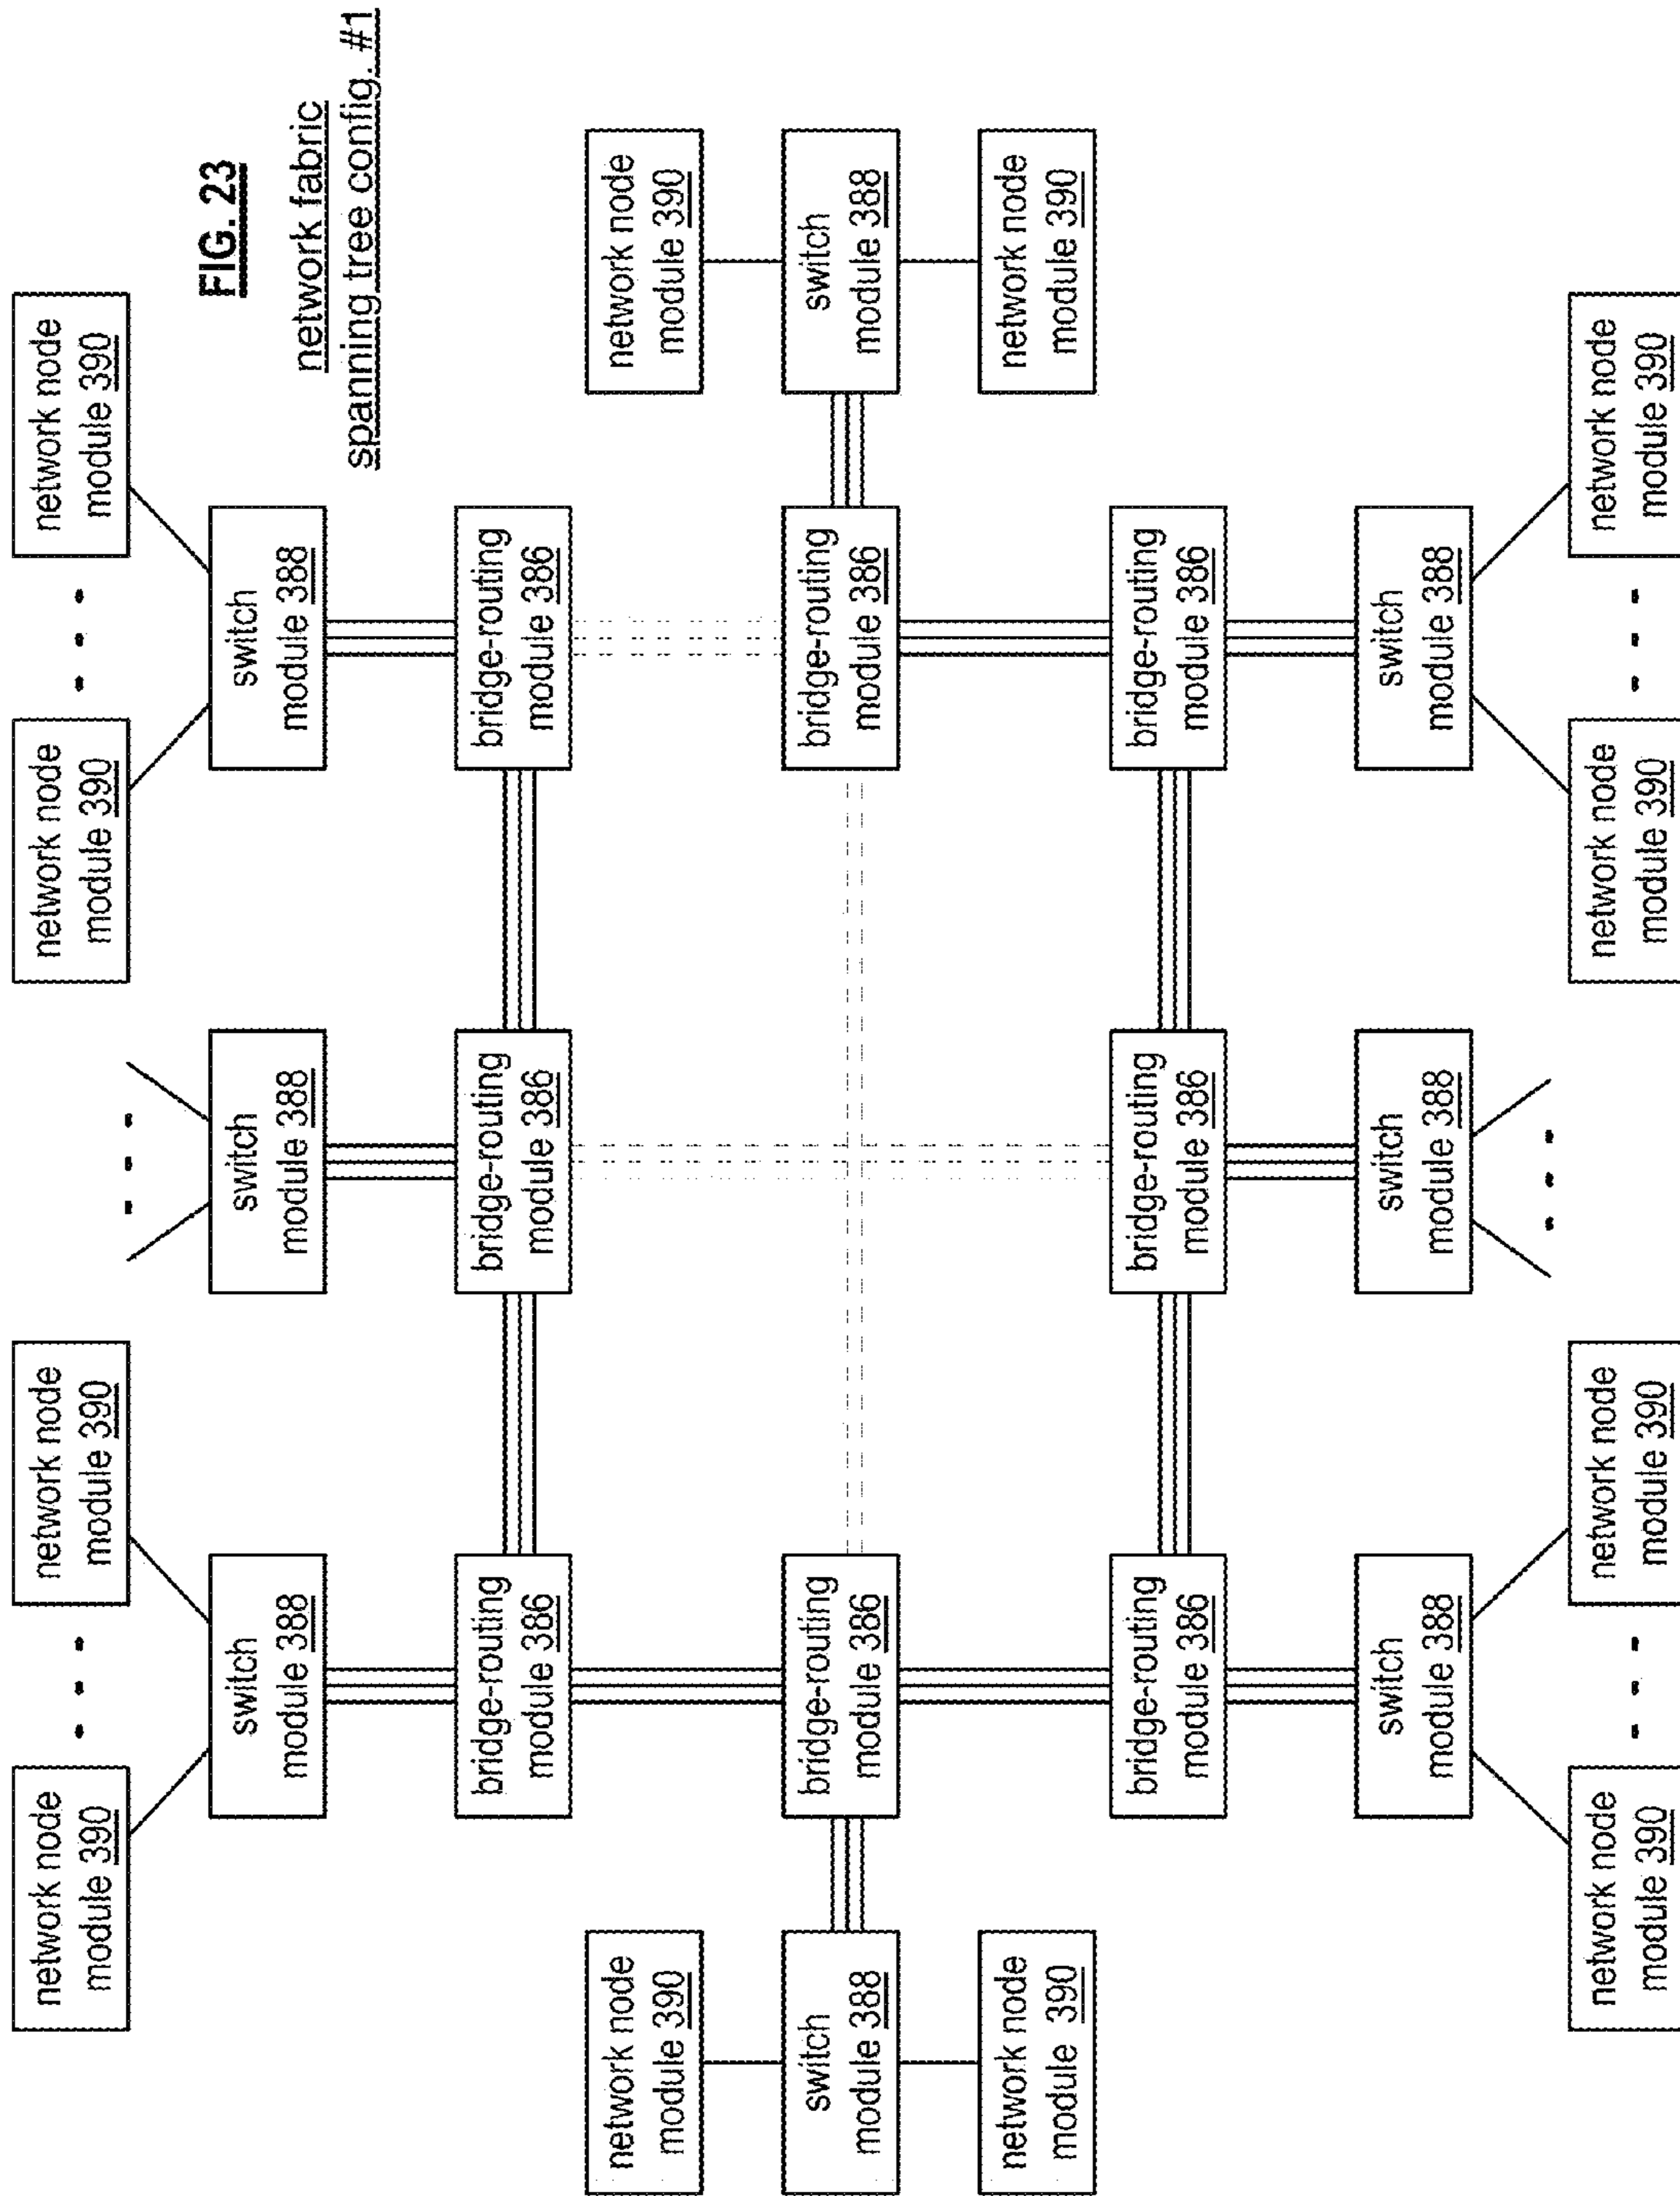 network node
module 390
network node
module 390
network node
module 390
network node
module 390
FIG. 23
network fabric
spanning tree config. #1
switch
module 388
switch
module 388
switch
module 388
bridge-routing
module 386
bridge-routing
module 386
bridge-routing
module 386
network node
module 390
network node
module 390
switch
module 388
bridge-routing
module 386
bridge-routing
module 386
switch
module 388
network node
module 390
network node
module 390
bridge-routing
module 386
bridge-routing
module 386
bridge-routing
module 386
switch
module 388
switch
module 388
switch
module 388
network node
module 390
network node
module 390
network node
module 390
network node
module 390